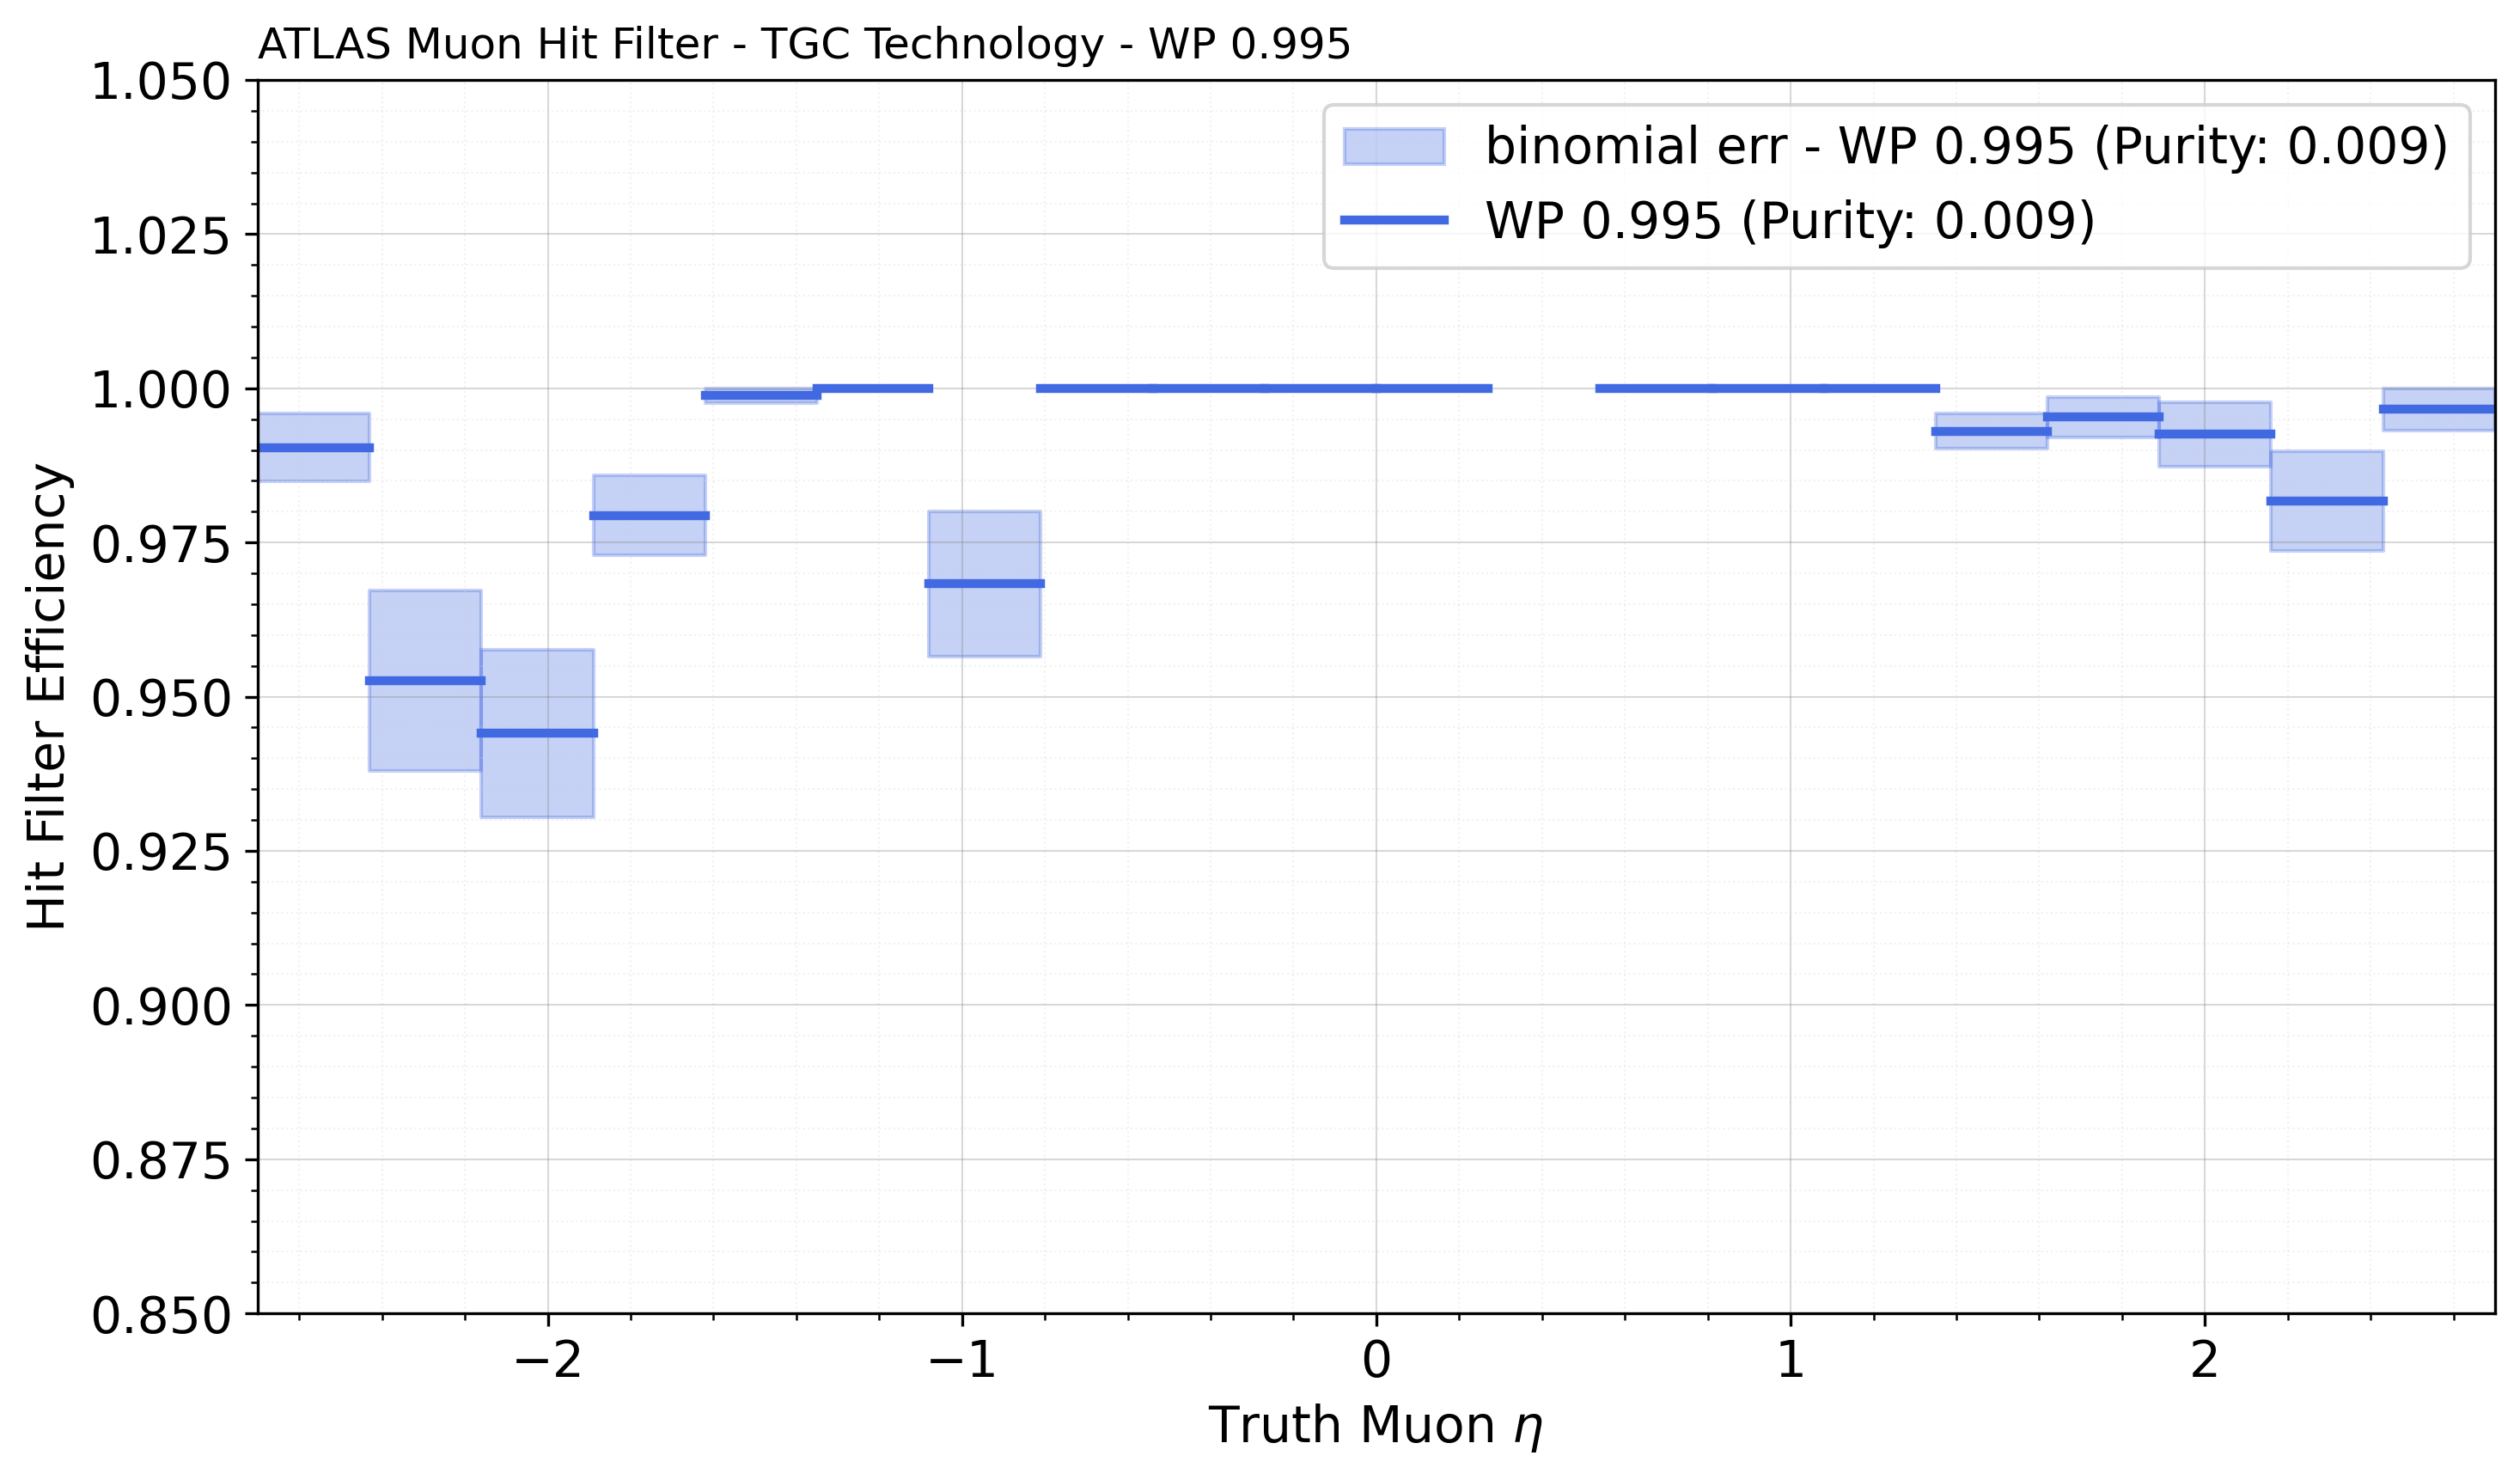 ATLAS Muon Hit Filter - TGC Technology - WP 0.995
1.050
1.025
1.000
0.975
0.950
0.925
0.900
0.875
0.850
Hit Filter Efficiency
binomial err - WP 0.995 (Purity: 0.009)
WP 0.995 (Purity: 0.009)
−2
−1
0
1
2
Truth Muon η